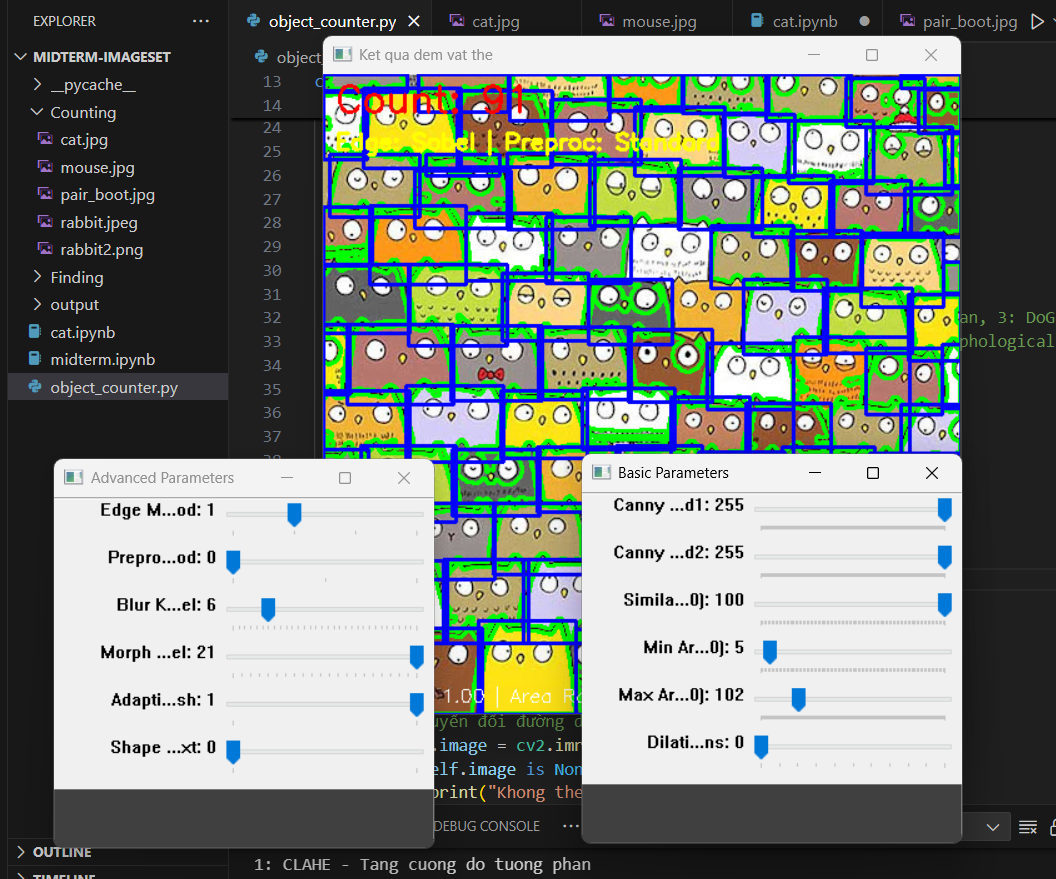 EXPLORER
object_counter.py
cat.jpg
mouse.jpg
cat.ipynb
pair_boot.jpg
MIDTERM-IMAGESET
__pycache__
Counting
cat.jpg
mouse.jpg
pair_boot.jpg
rabbit.jpeg
rabbit2.png
Finding
output
cat.ipynb
midterm.ipynb
object_counter.py
OUTLINE
TIMELINE
object
13
14
24
25
26
27
28
29
30
31
32
33
34
35
36
37
Ket qua dem vat the
Count: 91
Edge: Sobel | Preproc: Standard
an, 3: DoG
phological
1.00 | Area
Advanced Parameters
Edge M...od: 1
Prepro...od: 0
Blur K...el: 6
Morph ...el: 21
Adapti...sh: 1
Shape ...xt: 0
Basic Parameters
Canny ...d1: 255
Canny ...d2: 255
Simila...0): 100
Min Ar...0): 5
Max Ar...0): 102
Dilati...ns: 0
uyển đổi đường d
.image = cv2.imr
elf.image is Non
print("Khong the
DEBUG CONSOLE
1: CLAHE - Tang cuong do tuong phan